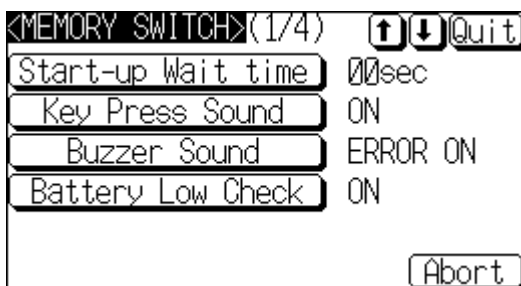 <MEMORY SWITCH>(1/4) ↑ ↓ Quit
Start-up Wait time 00sec
Key Press Sound ON
Buzzer Sound ERROR ON
Battery Low Check ON
Abort